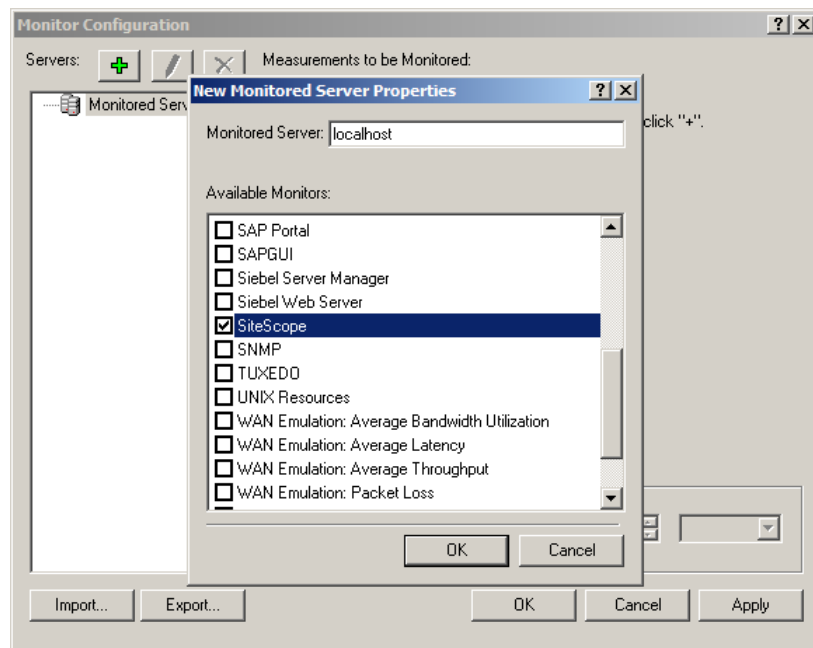 Monitor Configuration
Servers:
Measurements to be Monitored:
Monitored Serv
click "+".
New Monitored Server Properties
Monitored Server: localhost
Available Monitors:
SAP Portal
SAPGUI
Siebel Server Manager
Siebel Web Server
SiteScope
SNMP
TUXEDO
UNIX Resources
WAN Emulation: Average Bandwidth Utilization
WAN Emulation: Average Latency
WAN Emulation: Average Throughput
WAN Emulation: Packet Loss
OK Cancel
Import... Export... OK Cancel Apply